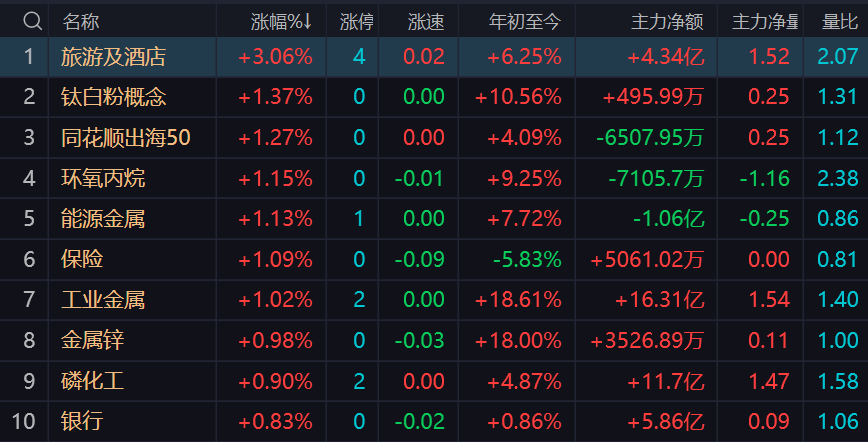 名称 涨幅%↓ 涨停 涨速 年初至今 主力净额 主力净量 量比
1 旅游及酒店 +3.06% 4 0.02 +6.25% +4.34亿 1.52 2.07
2 钛白粉概念 +1.37% 0 0.00 +10.56% +495.99万 0.25 1.31
3 同花顺出海50 +1.27% 0 0.00 +4.09% -6507.95万 0.25 1.12
4 环氧丙烷 +1.15% 0 -0.01 +9.25% -7105.7万 -1.16 2.38
5 能源金属 +1.13% 1 0.00 +7.72% -1.06亿 -0.25 0.86
6 保险 +1.09% 0 -0.09 -5.83% +5061.02万 0.00 0.81
7 工业金属 +1.02% 2 0.00 +18.61% +16.31亿 1.54 1.40
8 金属锌 +0.98% 0 -0.03 +18.00% +3526.89万 0.11 1.00
9 磷化工 +0.90% 2 0.00 +4.87% +11.7亿 1.47 1.58
10 银行 +0.83% 0 -0.02 +0.86% +5.86亿 0.09 1.06